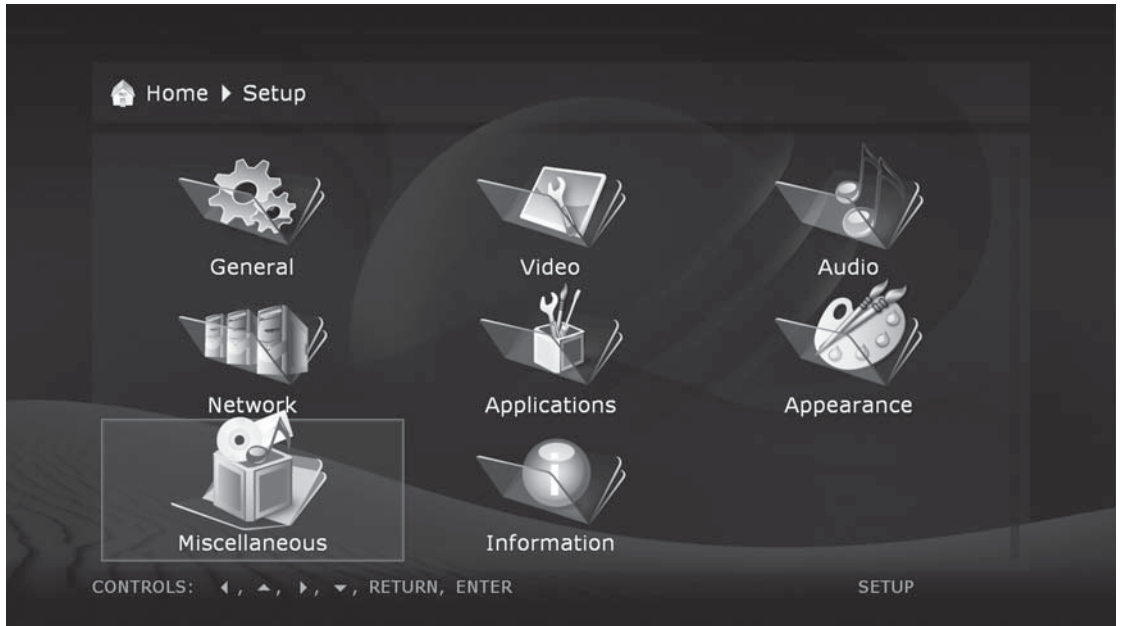 Home ▶ Setup
General Video Audio
Network Applications Appearance
Miscellaneous Information
CONTROLS: ◀, ▲, ▶, ▼, RETURN, ENTER SETUP